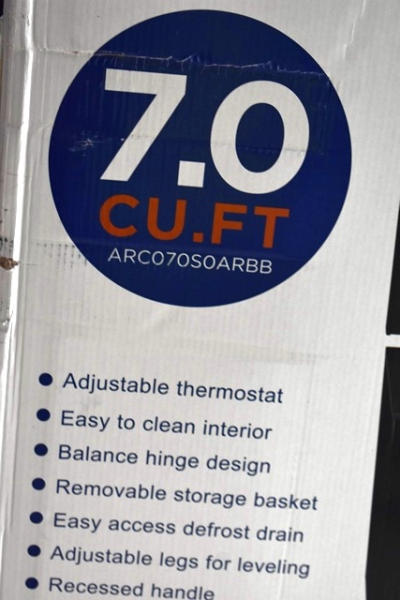 7.0
CU.FT
ARC070S0ARBB
• Adjustable thermostat
• Easy to clean interior
• Balance hinge design
• Removable storage basket
• Easy access defrost drain
• Adjustable legs for leveling
• Recessed handle